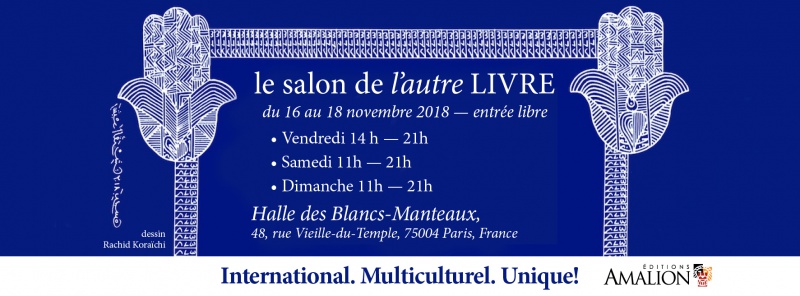 le salon de l'autre LIVRE
du 16 au 18 novembre 2018 — entrée libre
• Vendredi 14 h — 21h
• Samedi 11h — 21h
• Dimanche 11h — 21h
Halle des Blancs-Manteaux,
48, rue Vieille-du-Temple, 75004 Paris, France
dessin
Rachid Koraïchi
International. Multiculturel. Unique!
ÉDITIONS
AMALION